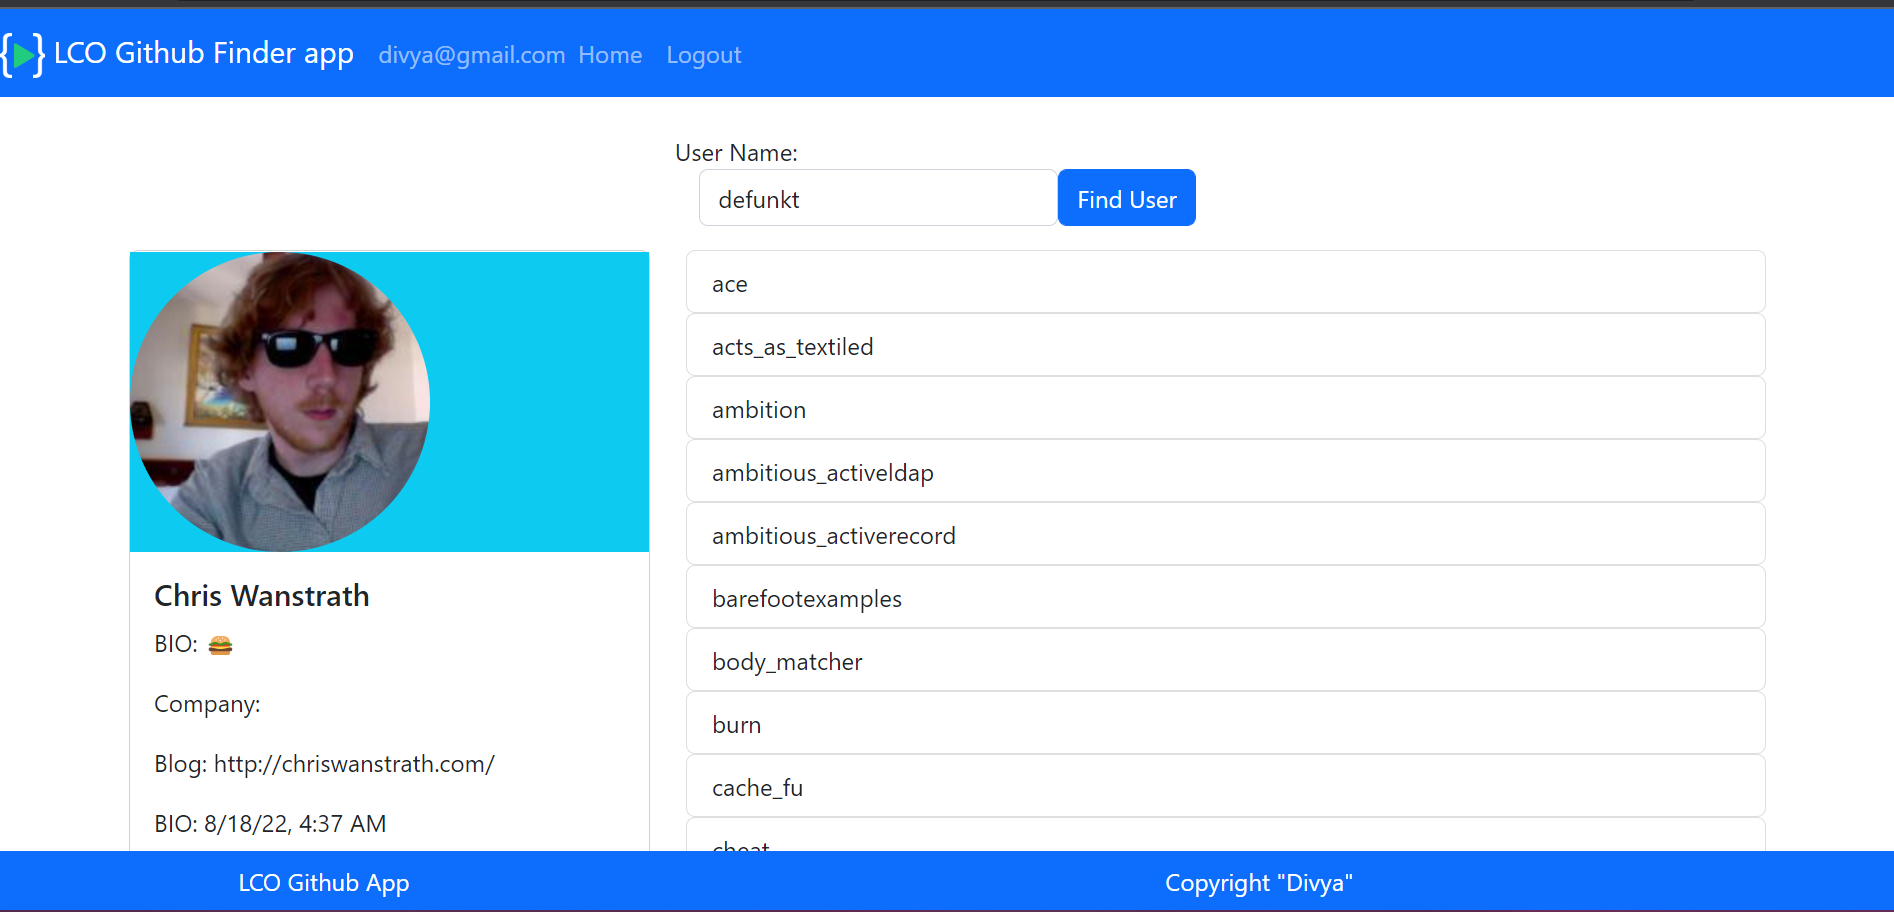 LCO Github Finder app divya@gmail.com Home Logout
User Name:
defunkt Find User
Chris Wanstrath
BIO: 🍔
Company:
Blog: http://chriswanstrath.com/
BIO: 8/18/22, 4:37 AM
ace
acts_as_textiled
ambition
ambitious_activeldap
ambitious_activerecord
barefootexamples
body_matcher
burn
cache_fu
cheat
LCO Github App Copyright "Divya"